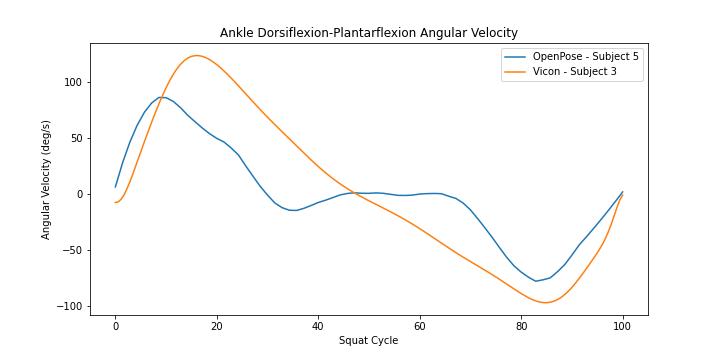 Ankle Dorsiflexion-Plantarflexion Angular Velocity
OpenPose - Subject 5
Vicon - Subject 3
Angular Velocity (deg/s)
100
50
0
−50
−100
0 20 40 60 80 100
Squat Cycle